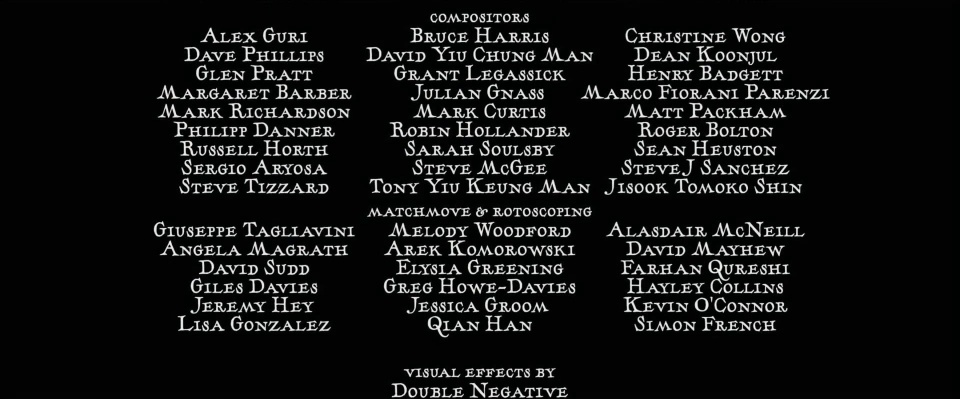 COMPOSITORS
ALEX GURI BRUCE HARRIS CHRISTINE WONG
DAVE PHILLIPS DAVID YIU CHUNG MAN DEAN KOONJUL
GLEN PRATT GRANT LEGASSICK HENRY BADGETT
MARGARET BARBER JULIAN GNASS MARCO FIORANI PARENZI
MARK RICHARDSON MARK CURTIS MATT PACKHAM
PHILIPP DANNER ROBIN HOLLANDER ROGER BOLTON
RUSSELL HORTH SARAH SOULSBY SEAN HEUSTON
SERGIO ARYOSA STEVE MCGEE STEVE J SANCHEZ
STEVE TIZZARD TONY YIU KEUNG MAN JISOOK TOMOKO SHIN
MATCHMOVE & ROTOSCOPING
GIUSEPPE TAGLIAVINI MELODY WOODFORD ALASDAIR MCNEILL
ANGELA MAGRATH AREK KOMOROWSKI DAVID MAYHEW
DAVID SUDD ELYSIA GREENING FARHAN QURESHI
GILES DAVIES GREG HOWE-DAVIES HAYLEY COLLINS
JEREMY HEY JESSICA GROOM KEVIN O'CONNOR
LISA GONZALEZ QIAN HAN SIMON FRENCH
VISUAL EFFECTS BY
DOUBLE NEGATIVE